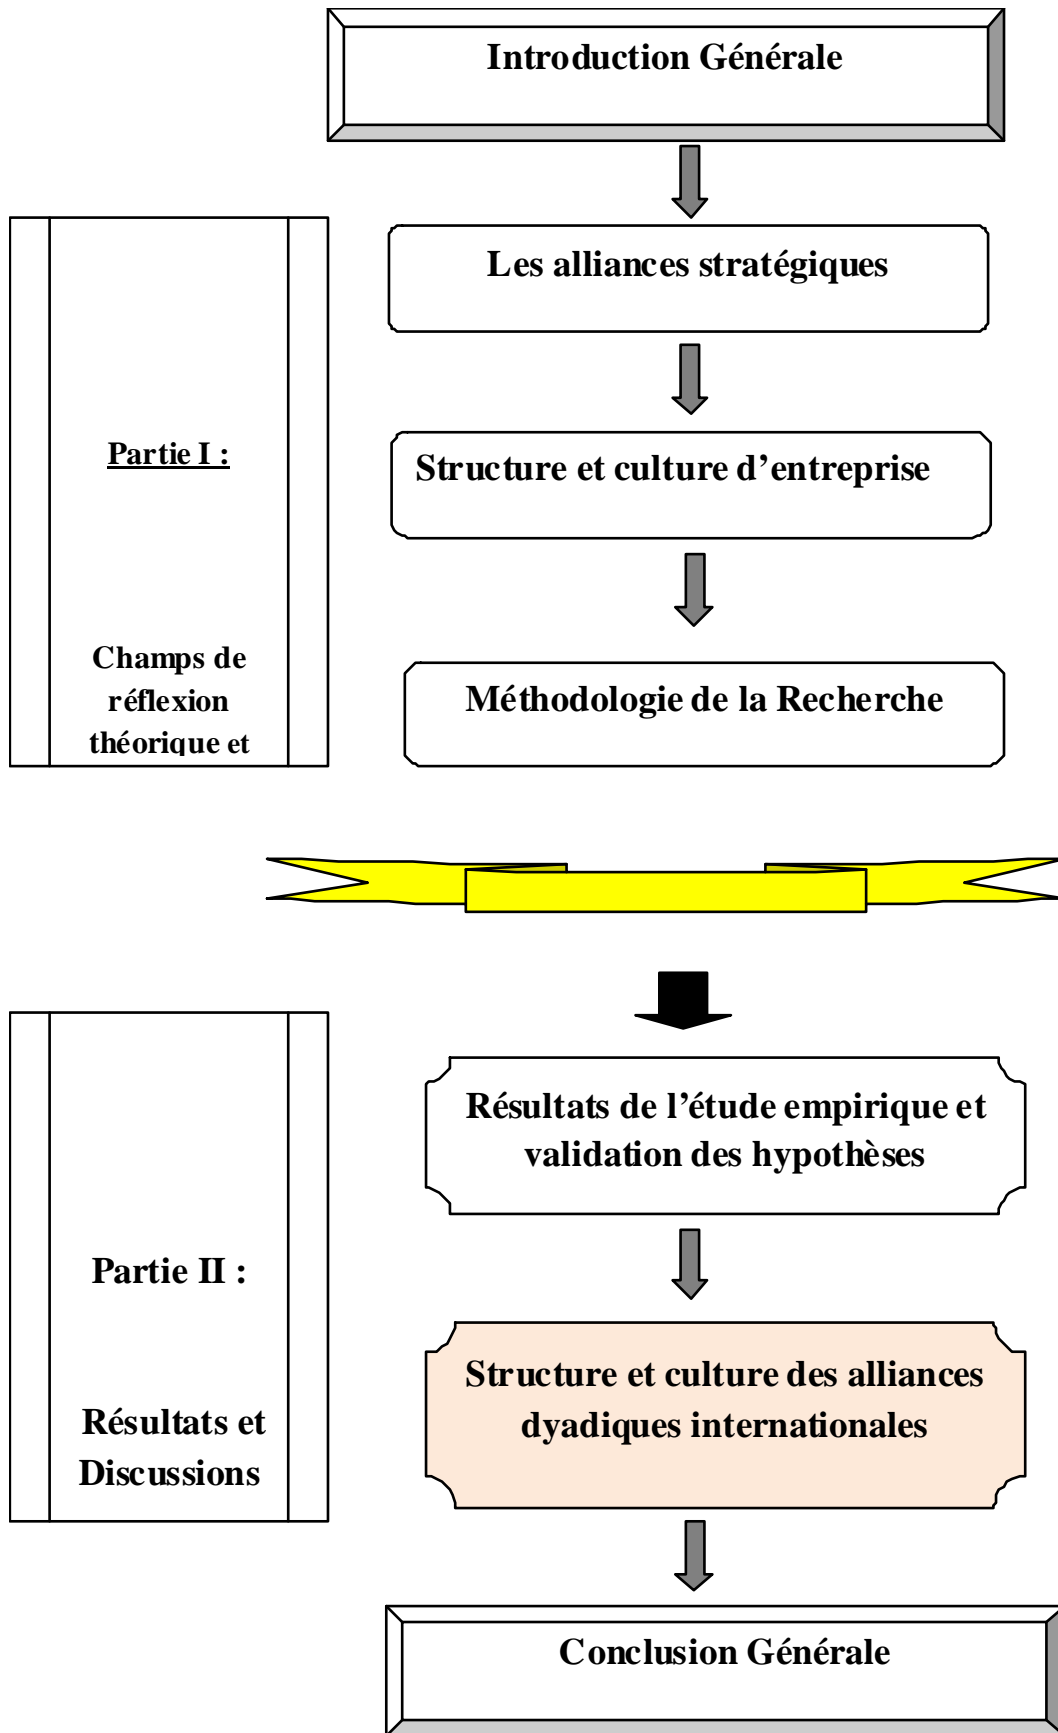 Introduction Générale
Les alliances stratégiques
Partie I :
Structure et culture d’entreprise
Champs de
réflexion
théorique et
Méthodologie de la Recherche
Résultats de l’étude empirique et
validation des hypothèses
Partie II :
Structure et culture des alliances
dyadiques internationales
Résultats et
Discussions
Conclusion Générale